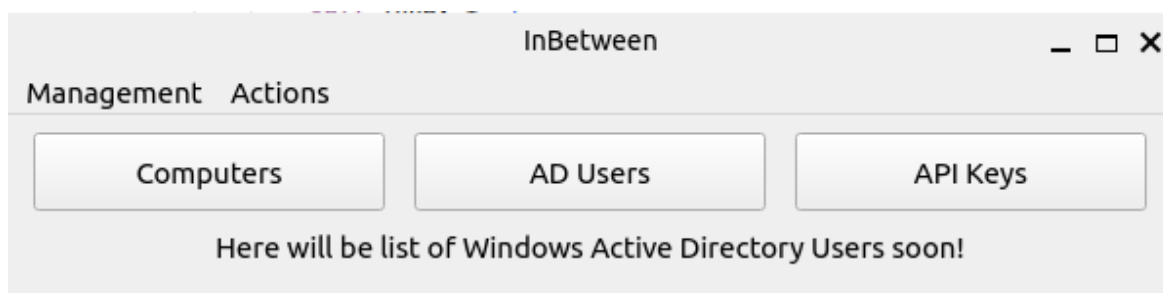 InBetween
Management Actions
Computers AD Users API Keys
Here will be list of Windows Active Directory Users soon!